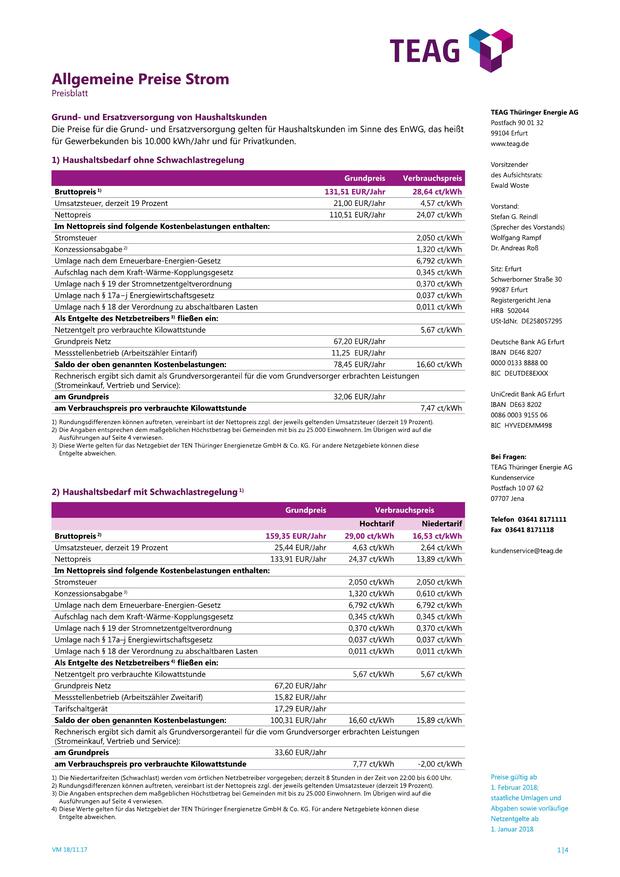 TEAG
Allgemeine Preise Strom
Preisblatt
Grund- und Ersatzversorgung von Haushaltskunden
Die Preise für die Grund- und Ersatzversorgung gelten für Haushaltskunden im Sinne des EnWG, das heißt
für Gewerbekunden bis 10.000 kWh/Jahr und für Privatkunden.
1) Haushaltsbedarf ohne Schwachlastregelung
Grundpreis Verbrauchspreis
Bruttopreis 1) 131,51 EUR/Jahr 28,64 ct/kWh
Umsatzsteuer, derzeit 19 Prozent 21,00 EUR/Jahr 4,57 ct/kWh
Nettopreis 110,51 EUR/Jahr 24,07 ct/kWh
Im Nettopreis sind folgende Kostenbelastungen enthalten:
Stromsteuer 2,050 ct/kWh
Konzessionsabgabe 2) 1,320 ct/kWh
Umlage nach dem Erneuerbare-Energien-Gesetz 6,792 ct/kWh
Aufschlag nach dem Kraft-Wärme-Kopplungsgesetz 0,345 ct/kWh
Umlage nach § 19 der Stromnetzentgeltverordnung 0,370 ct/kWh
Umlage nach § 17a–j Energiewirtschaftsgesetz 0,037 ct/kWh
Umlage nach § 18 der Verordnung zu abschaltbaren Lasten 0,011 ct/kWh
Als Entgelte des Netzbetreibers 3) fließen ein:
Netzentgelt pro verbrauchte Kilowattstunde 5,67 ct/kWh
Grundpreis Netz 67,20 EUR/Jahr
Messstellenbetrieb (Arbeitszähler Eintarif) 11,25 EUR/Jahr
Saldo der oben genannten Kostenbelastungen: 78,45 EUR/Jahr 16,60 ct/kWh
Rechnerisch ergibt sich damit als Grundversorgeranteil für die vom Grundversorger erbrachten Leistungen
(Stromeinkauf, Vertrieb und Service):
am Grundpreis 32,06 EUR/Jahr
am Verbrauchspreis pro verbrauchte Kilowattstunde 7,47 ct/kWh
1) Rundungsdifferenzen können auftreten, vereinbart ist der Nettopreis zzgl. der jeweils geltenden Umsatzsteuer (derzeit 19 Prozent).
2) Die Angaben entsprechen dem maßgeblichen Höchstbetrag bei Gemeinden mit bis zu 25.000 Einwohnern. Im Übrigen wird auf die
Ausführungen auf Seite 4 verwiesen.
3) Diese Werte gelten für das Netzgebiet der TEN Thüringer Energienetze GmbH & Co. KG. Für andere Netzgebiete können diese
Entgelte abweichen.
2) Haushaltsbedarf mit Schwachlastregelung 1)
Grundpreis Verbrauchspreis
Hochtarif Niedertarif
Bruttopreis 2) 159,35 EUR/Jahr 29,00 ct/kWh 16,53 ct/kWh
Umsatzsteuer, derzeit 19 Prozent 25,44 EUR/Jahr 4,63 ct/kWh 2,64 ct/kWh
Nettopreis 133,91 EUR/Jahr 24,37 ct/kWh 13,89 ct/kWh
Im Nettopreis sind folgende Kostenbelastungen enthalten:
Stromsteuer 2,050 ct/kWh 2,050 ct/kWh
Konzessionsabgabe 3) 1,320 ct/kWh 0,610 ct/kWh
Umlage nach dem Erneuerbare-Energien-Gesetz 6,792 ct/kWh 6,792 ct/kWh
Aufschlag nach dem Kraft-Wärme-Kopplungsgesetz 0,345 ct/kWh 0,345 ct/kWh
Umlage nach § 19 der Stromnetzentgeltverordnung 0,370 ct/kWh 0,370 ct/kWh
Umlage nach § 17a–j Energiewirtschaftsgesetz 0,037 ct/kWh 0,037 ct/kWh
Umlage nach § 18 der Verordnung zu abschaltbaren Lasten 0,011 ct/kWh 0,011 ct/kWh
Als Entgelte des Netzbetreibers 4) fließen ein:
Netzentgelt pro verbrauchte Kilowattstunde 5,67 ct/kWh 5,67 ct/kWh
Grundpreis Netz 67,20 EUR/Jahr
Messstellenbetrieb (Arbeitszähler Zweitarif) 15,82 EUR/Jahr
Tarifschaltgerät 17,29 EUR/Jahr
Saldo der oben genannten Kostenbelastungen: 100,31 EUR/Jahr 16,60 ct/kWh 15,89 ct/kWh
Rechnerisch ergibt sich damit als Grundversorgeranteil für die vom Grundversorger erbrachten Leistungen
(Stromeinkauf, Vertrieb und Service):
am Grundpreis 33,60 EUR/Jahr
am Verbrauchspreis pro verbrauchte Kilowattstunde 7,77 ct/kWh -2,00 ct/kWh
1) Die Niedertarifzeiten (Schwachlast) werden vom örtlichen Netzbetreiber vorgegeben; derzeit 8 Stunden in der Zeit von 22:00 bis 6:00 Uhr.
2) Rundungsdifferenzen können auftreten, vereinbart ist der Nettopreis zzgl. der jeweils geltenden Umsatzsteuer (derzeit 19 Prozent).
3) Die Angaben entsprechen dem maßgeblichen Höchstbetrag bei Gemeinden mit bis zu 25.000 Einwohnern. Im Übrigen wird auf die
Ausführungen auf Seite 4 verwiesen.
4) Diese Werte gelten für das Netzgebiet der TEN Thüringer Energienetze GmbH & Co. KG. Für andere Netzgebiete können diese
Entgelte abweichen.
VM 18/11.17
TEAG Thüringer Energie AG
Postfach 90 01 32
99104 Erfurt
www.teag.de
Vorsitzender
des Aufsichtsrats:
Ewald Woste
Vorstand:
Stefan G. Reindl
(Sprecher des Vorstands)
Wolfgang Rampf
Dr. Andreas Roß
Sitz: Erfurt
Schwerborner Straße 30
99087 Erfurt
Registergericht Jena
HRB 502044
USt-IdNr. DE258057295
Deutsche Bank AG Erfurt
IBAN DE46 8207
0000 0133 8888 00
BIC DEUTDE8EXXX
UniCredit Bank AG Erfurt
IBAN DE63 8202
0086 0003 9155 06
BIC HYVEDEMM498
Bei Fragen:
TEAG Thüringer Energie AG
Kundenservice
Postfach 10 07 62
07707 Jena
Telefon 03641 8171111
Fax 03641 8171118
kundenservice@teag.de
Preise gültig ab
1. Februar 2018;
staatliche Umlagen und
Abgaben sowie vorläufige
Netzentgelte ab
1. Januar 2018
1|4